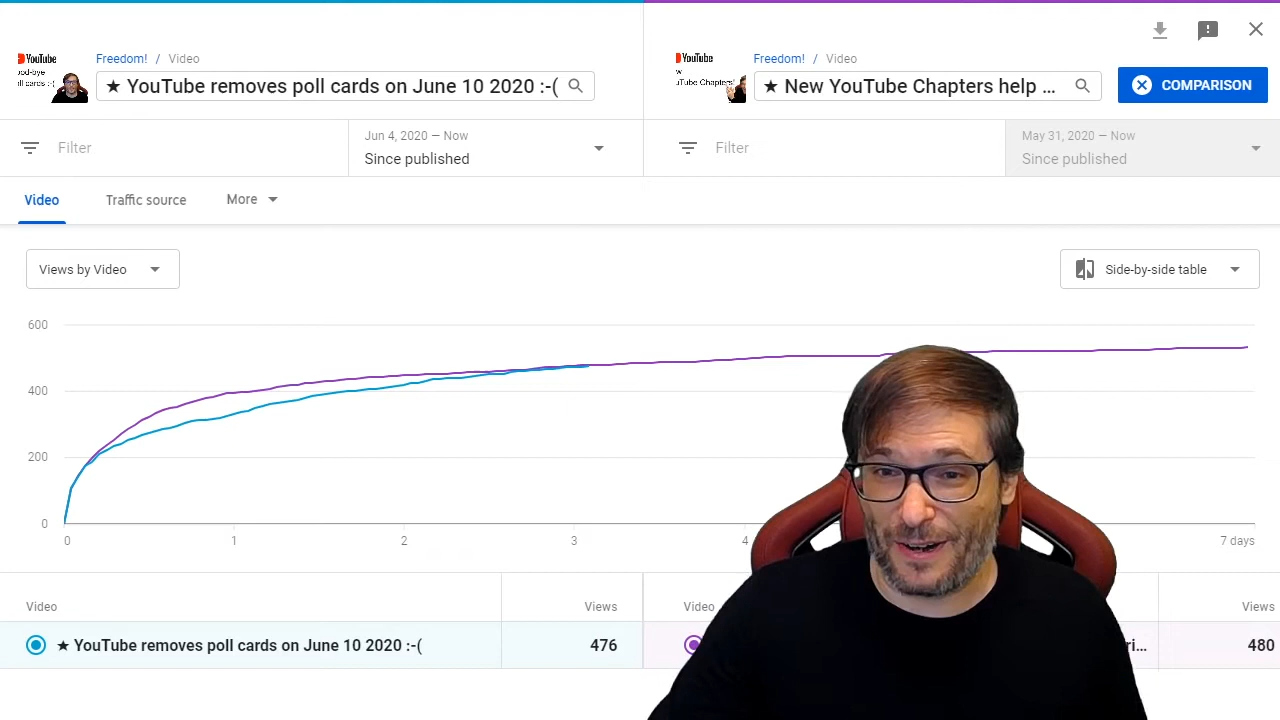 YouTube
YouTube
Freedom! / Video
Freedom! / Video
★ YouTube removes poll cards on June 10 2020 :-(
★ New YouTube Chapters help ...
COMPARISON
Filter
Jun 4, 2020 — Now
Since published
Filter
May 31, 2020 — Now
Since published
Video
Traffic source
More
Views by Video
Side-by-side table
600
400
200
0
0 1 2 3 4 7 days
Video Views
Video Views
★ YouTube removes poll cards on June 10 2020 :-( 476
ri... 480